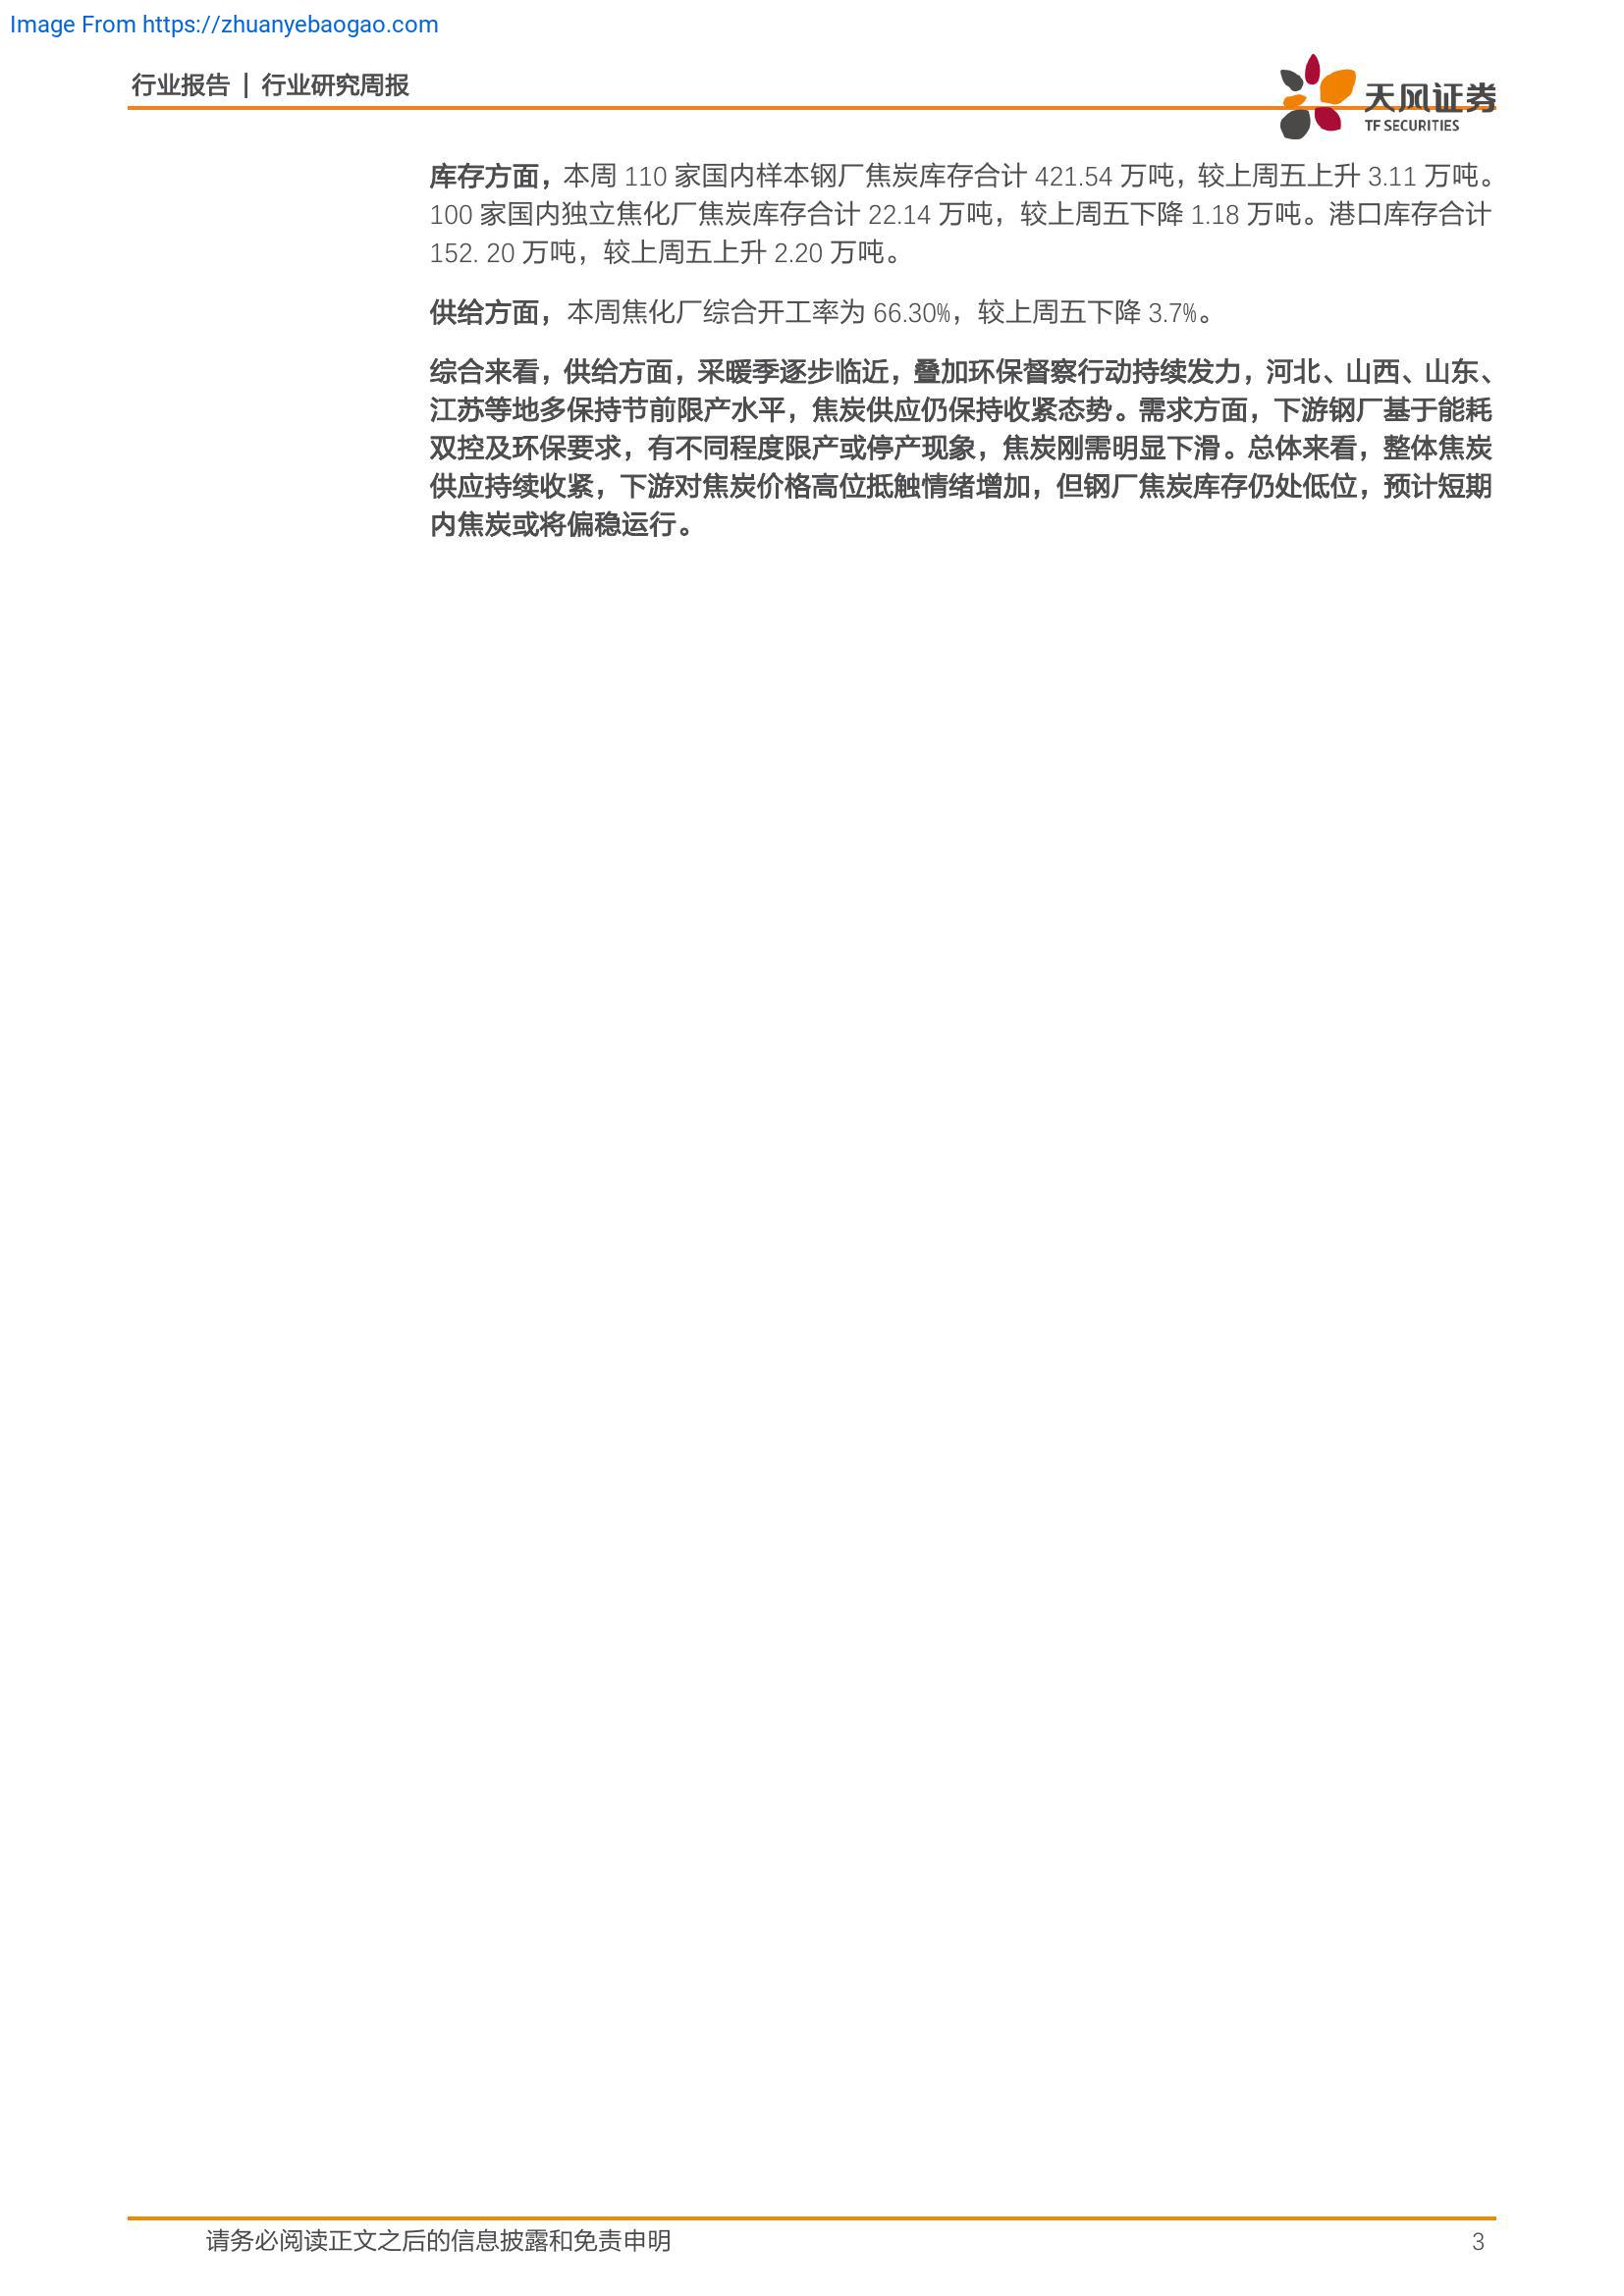 Image From https://zhuanyebaogao.com
行业报告 | 行业研究周报
天风证券
TF SECURITIES
库存方面，本周 110 家国内样本钢厂焦炭库存合计 421.54 万吨，较上周五上升 3.11 万吨。
100 家国内独立焦化厂焦炭库存合计 22.14 万吨，较上周五下降 1.18 万吨。港口库存合计
152. 20 万吨，较上周五上升 2.20 万吨。
供给方面，本周焦化厂综合开工率为 66.30%，较上周五下降 3.7%。
综合来看，供给方面，采暖季逐步临近，叠加环保督察行动持续发力，河北、山西、山东、
江苏等地多保持节前限产水平，焦炭供应仍保持收紧态势。需求方面，下游钢厂基于能耗
双控及环保要求，有不同程度限产或停产现象，焦炭刚需明显下滑。总体来看，整体焦炭
供应持续收紧，下游对焦炭价格高位抵触情绪增加，但钢厂焦炭库存仍处低位，预计短期
内焦炭或将偏稳运行。
请务必阅读正文之后的信息披露和免责申明
3